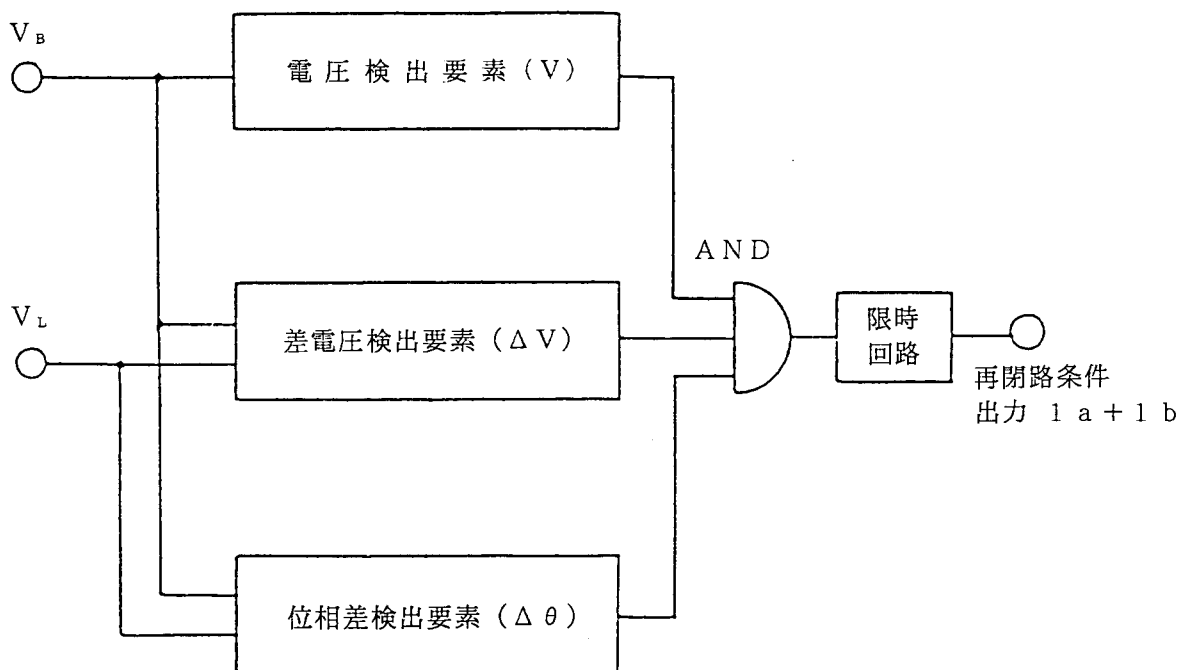 V_B
電圧検出要素（V）
AND
V_L
差電圧検出要素（ΔV）
限時
回路
再閉路条件
出力 1a＋1b
位相差検出要素（Δθ）